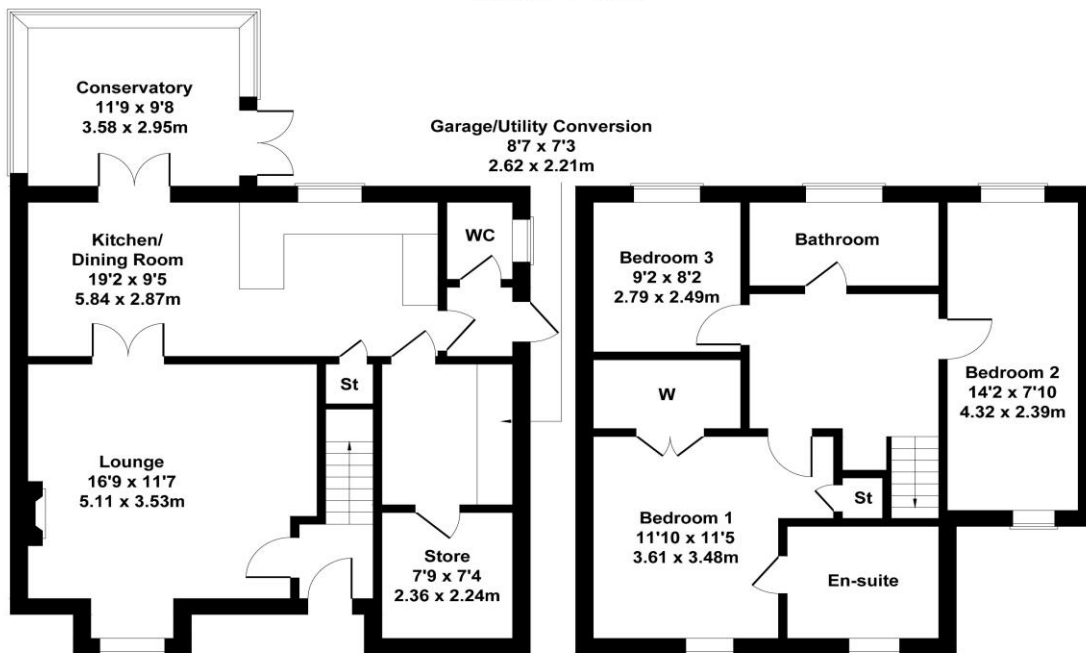 Conservatory
11'9 x 9'8
3.58 x 2.95m
Garage/Utility Conversion
8'7 x 7'3
2.62 x 2.21m
Kitchen/
Dining Room
19'2 x 9'5
5.84 x 2.87m
WC
St
Lounge
16'9 x 11'7
5.11 x 3.53m
Store
7'9 x 7'4
2.36 x 2.24m
Bedroom 3
9'2 x 8'2
2.79 x 2.49m
Bathroom
Bedroom 2
14'2 x 7'10
4.32 x 2.39m
W
Bedroom 1
11'10 x 11'5
3.61 x 3.48m
St
En-suite